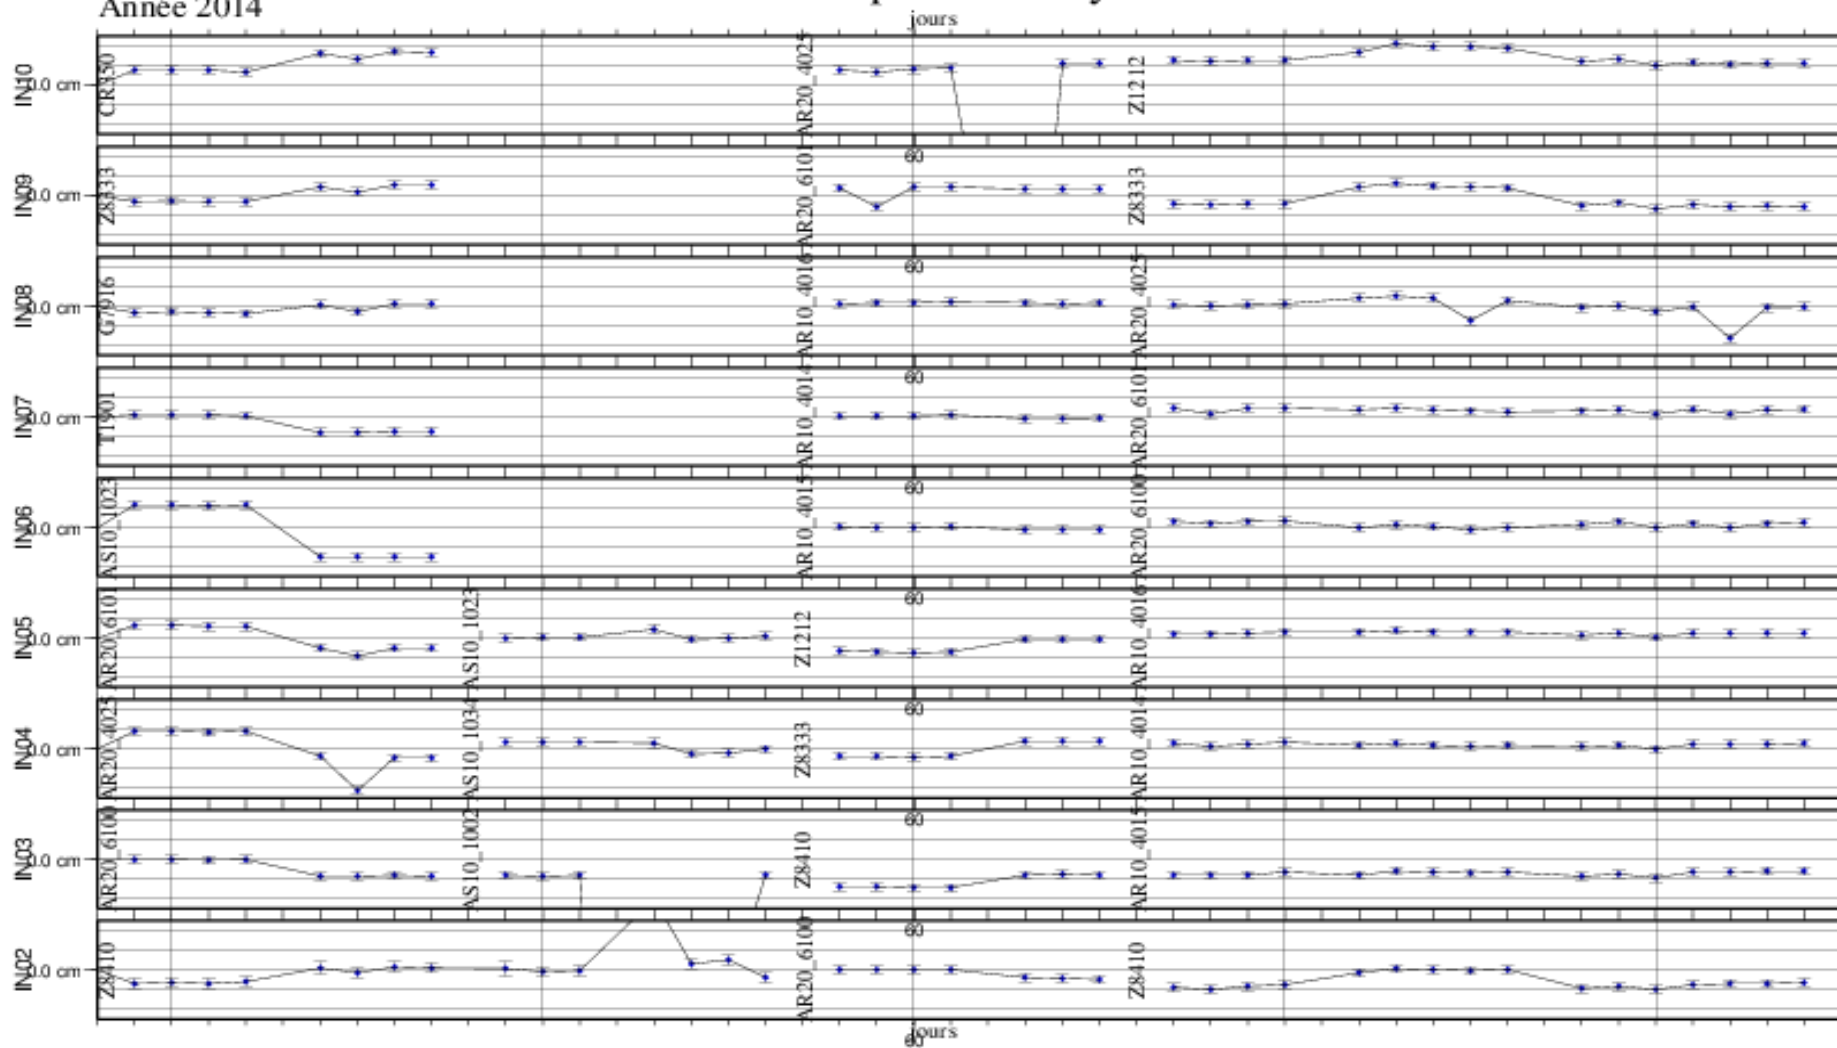 Année 2014
jours
IN10 0.0 cm CR350 AR20_4025 Z1212
60
IN09 0.0 cm Z8333 AR20_6101 Z8333
60
IN08 0.0 cm G7916 AR10_4016 AR20_4025
60
IN07 0.0 cm T1901 AR10_4014 AR20_6101
60
IN06 0.0 cm AS10_1023 AR10_4015 AR20_6100
60
IN05 0.0 cm AR20_6101 AS10_1023 Z1212 AR10_4016
60
IN04 0.0 cm AR20_4025 AS10_1034 Z8333 AR10_4014
60
IN03 0.0 cm AR20_6100 AS10_1002 Z8410 AR10_4015
60
IN02 0.0 cm Z8410 AR20_6100 Z8410
jours
60